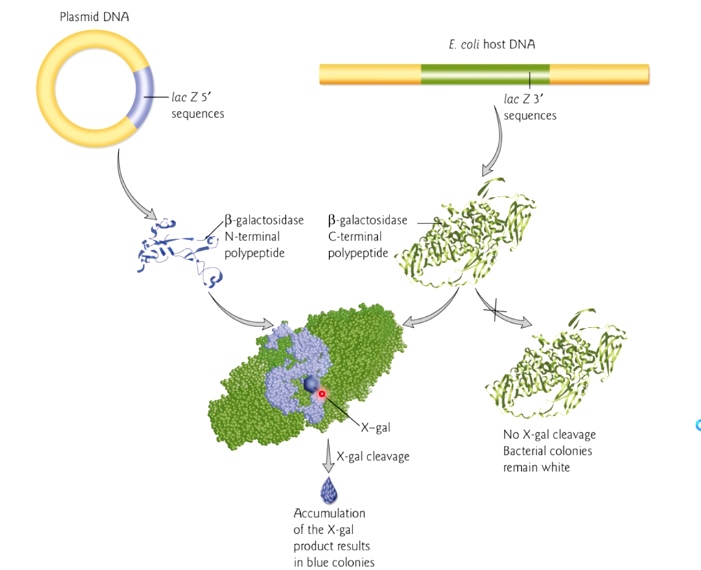 Plasmid DNA
E. coli host DNA
lac Z 5′
sequences
lac Z 3′
sequences
β-galactosidase
N-terminal
polypeptide
β-galactosidase
C-terminal
polypeptide
X-gal
X-gal cleavage
No X-gal cleavage
Bacterial colonies
remain white
Accumulation
of the X-gal
product results
in blue colonies